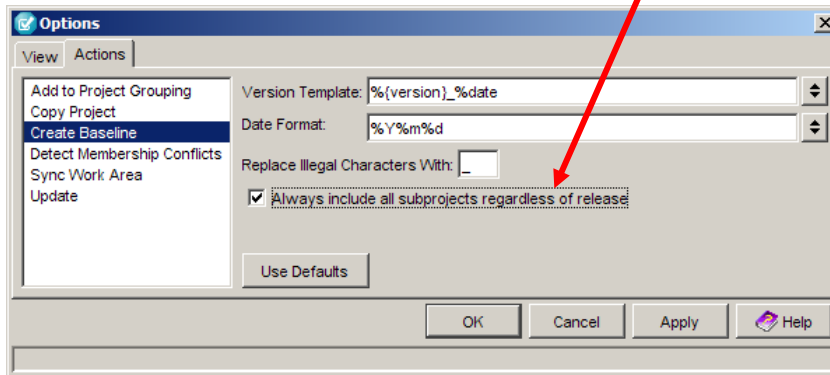 Options
View Actions
Add to Project Grouping
Copy Project
Create Baseline
Detect Membership Conflicts
Sync Work Area
Update
Version Template: %{version}_%date
Date Format: %Y%m%d
Replace Illegal Characters With: _
Always include all subprojects regardless of release
Use Defaults
OK Cancel Apply Help